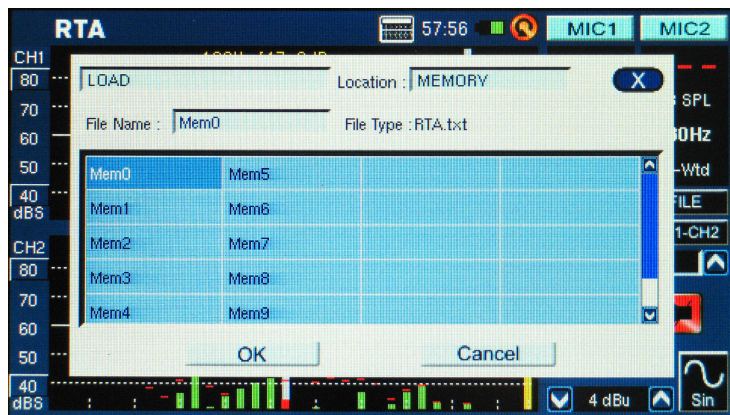 RTA 57:56 MIC1 MIC2
CH1
80
70
60
50
40
dBS
CH2
80
70
60
50
40
dBS
LOAD Location : MEMORY X
File Name : Mem0 File Type :RTA.txt
Mem0 Mem5
Mem1 Mem6
Mem2 Mem7
Mem3 Mem8
Mem4 Mem9
OK Cancel
SPL
Hz
-Wtd
1-CH2
4 dBu Sin